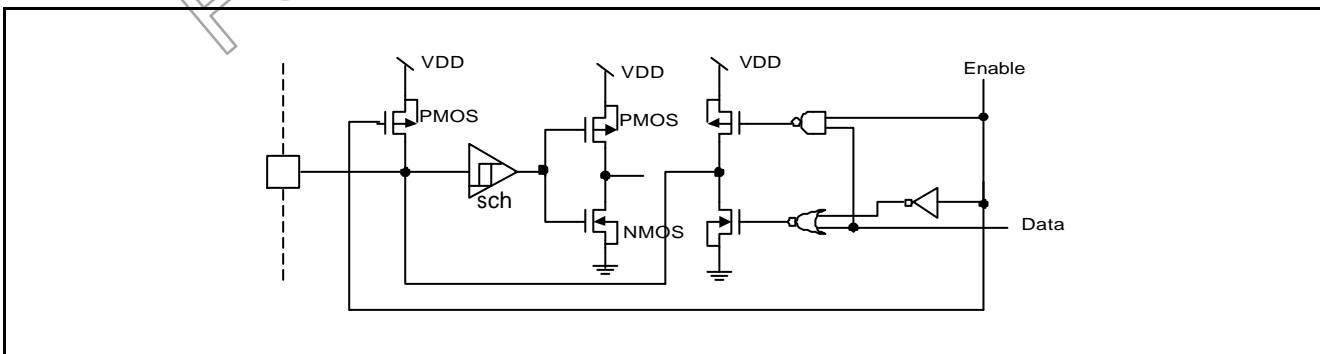 VDD
VDD
VDD
Enable
PMOS
PMOS
sch
NMOS
Data